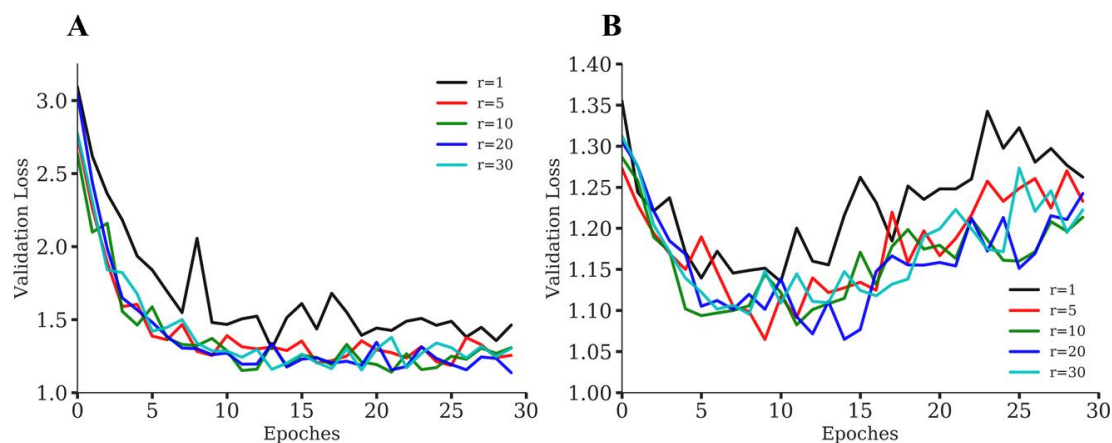 A
B
Validation Loss
3.0
2.5
2.0
1.5
1.0
0 5 10 15 20 25 30
Epoches
r=1
r=5
r=10
r=20
r=30
Validation Loss
1.40
1.35
1.30
1.25
1.20
1.15
1.10
1.05
1.00
0 5 10 15 20 25 30
Epoches
r=1
r=5
r=10
r=20
r=30